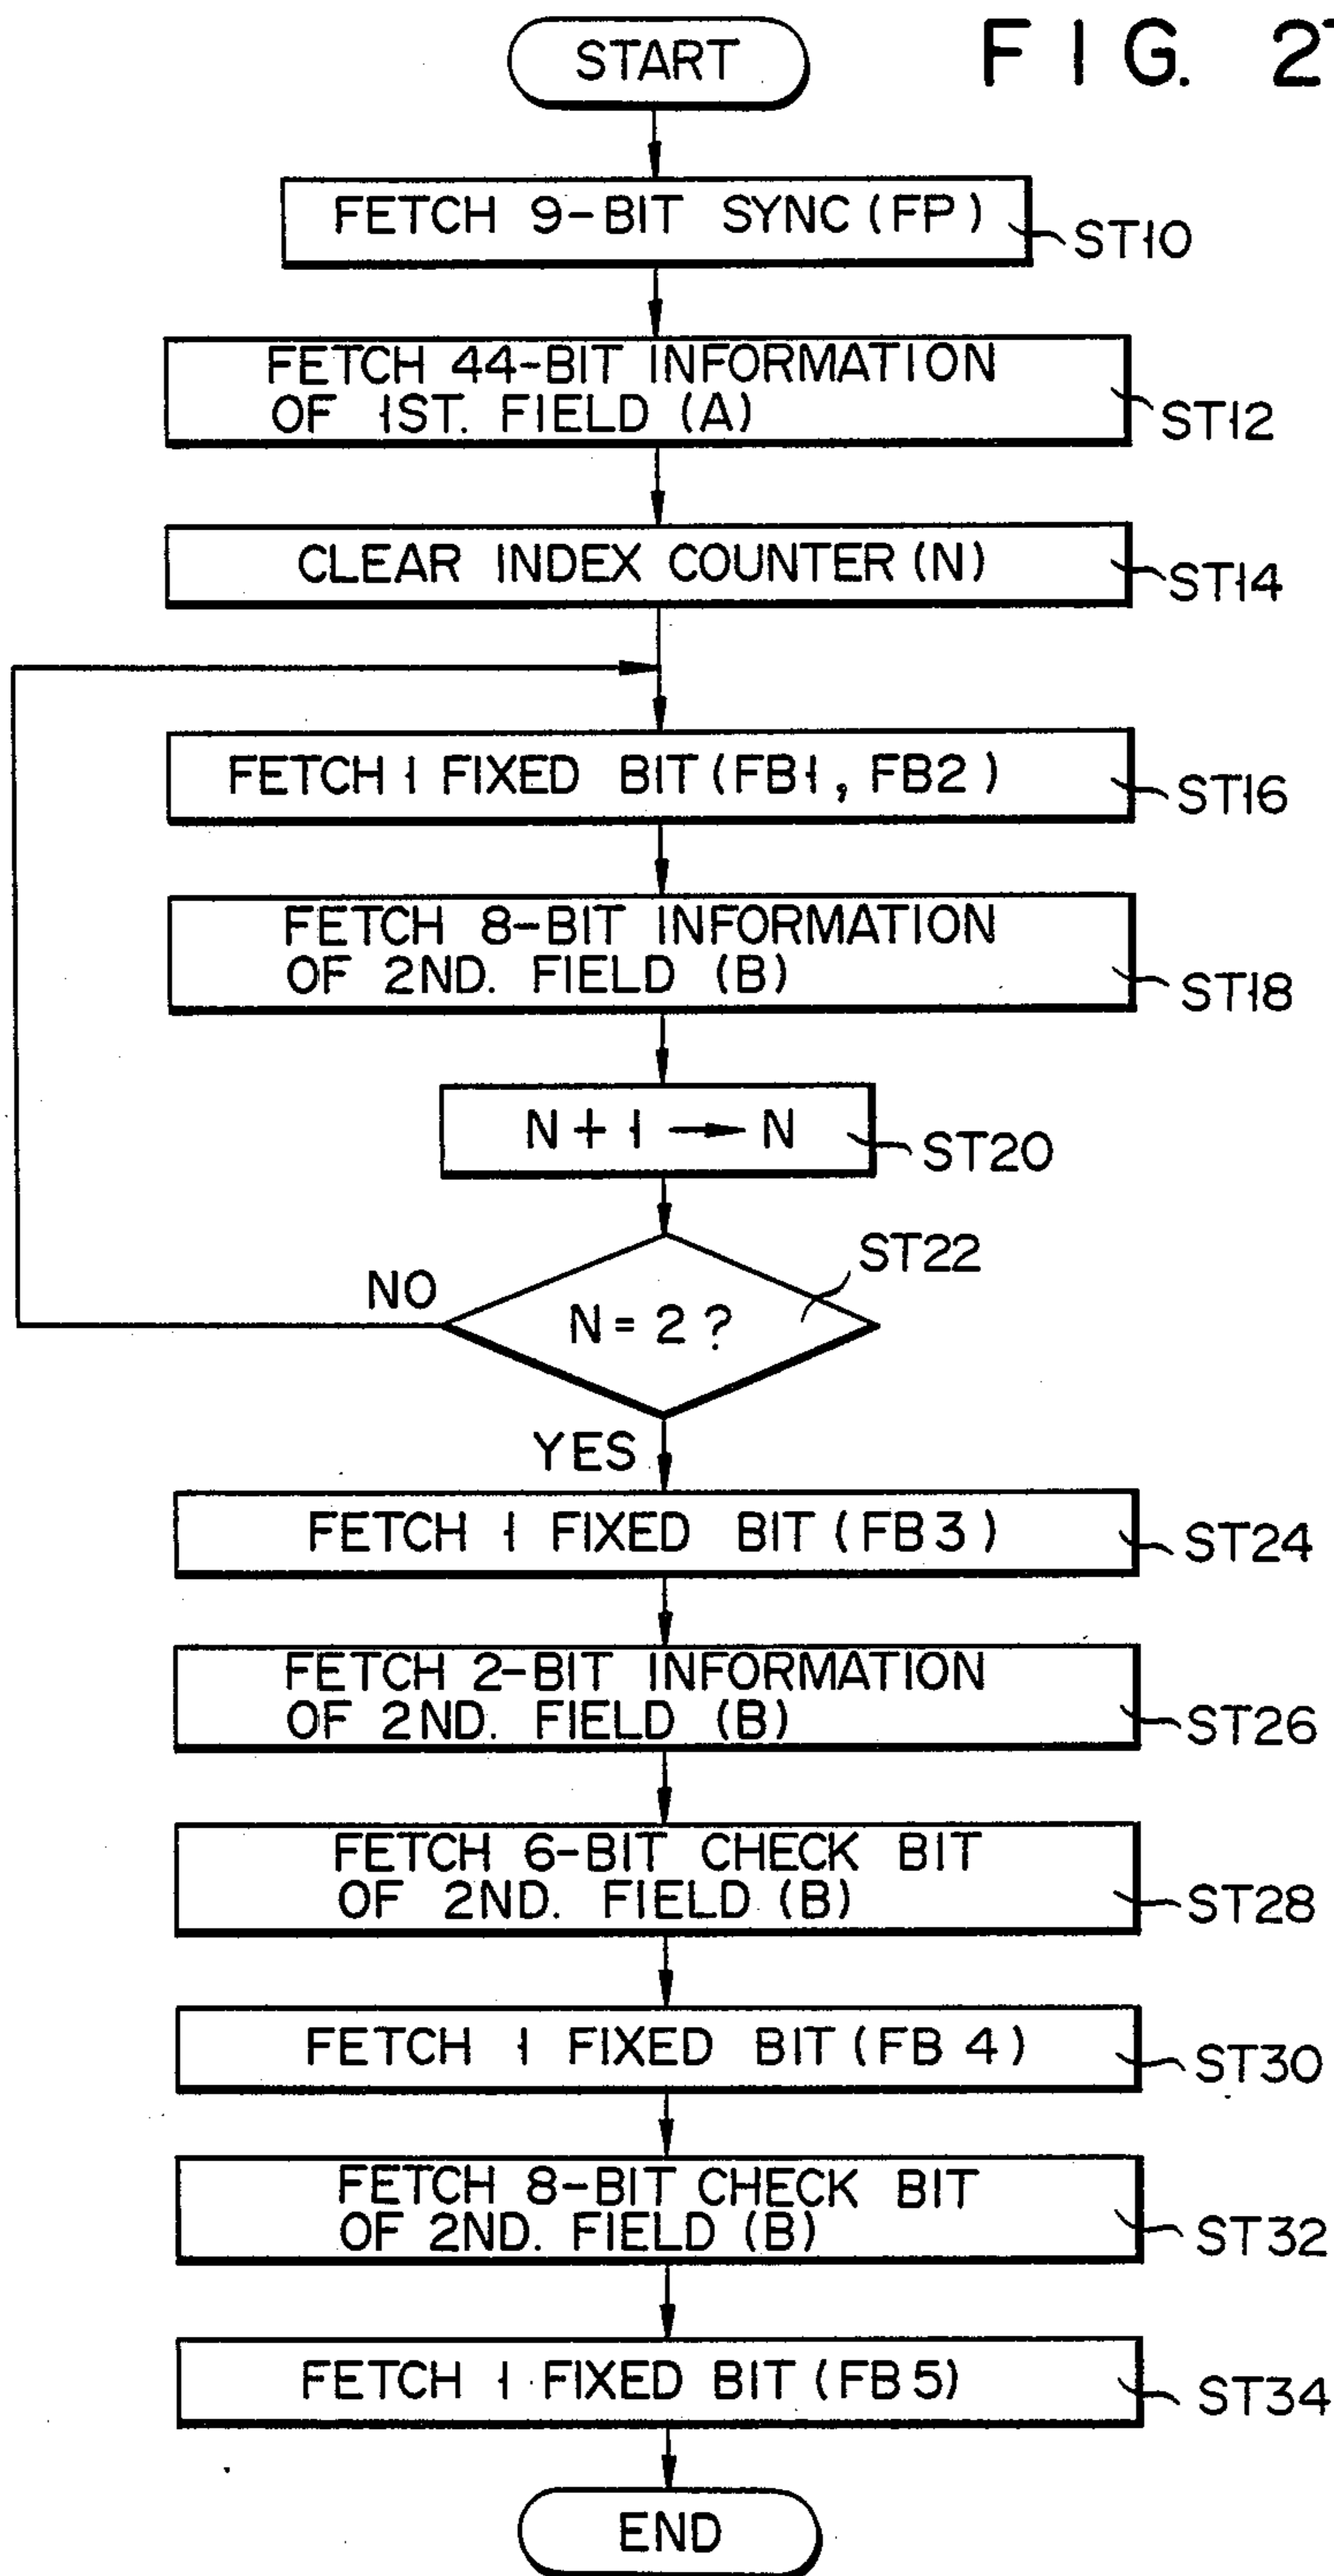 START
FIG. 2
FETCH 9-BIT SYNC (FP)
ST10
FETCH 44-BIT INFORMATION
OF 1ST. FIELD (A)
ST12
CLEAR INDEX COUNTER (N)
ST14
FETCH 1 FIXED BIT (FB1, FB2)
ST16
FETCH 8-BIT INFORMATION
OF 2ND. FIELD (B)
ST18
N + 1 → N
ST20
ST22
NO
N = 2 ?
YES
FETCH 1 FIXED BIT (FB3)
ST24
FETCH 2-BIT INFORMATION
OF 2ND. FIELD (B)
ST26
FETCH 6-BIT CHECK BIT
OF 2ND. FIELD (B)
ST28
FETCH 1 FIXED BIT (FB 4)
ST30
FETCH 8-BIT CHECK BIT
OF 2ND. FIELD (B)
ST32
FETCH 1 FIXED BIT (FB5)
ST34
END